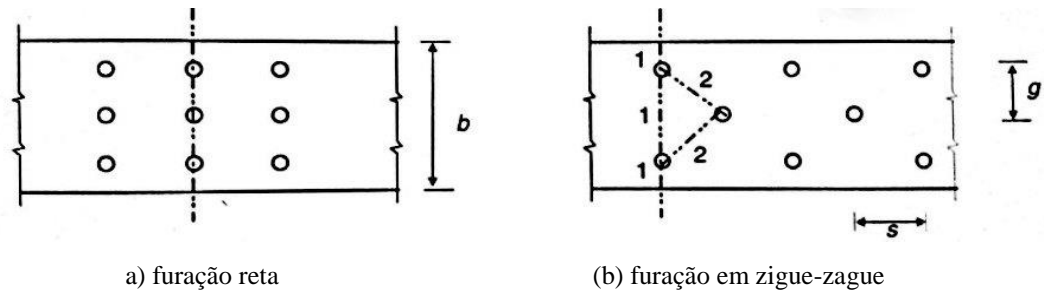 b
1
2
1
2
1
g
s
a) furação reta
(b) furação em zigue-zague